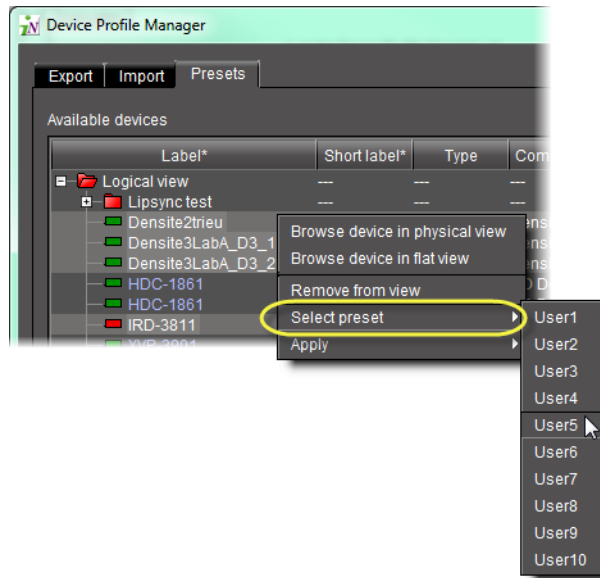 Device Profile Manager
Export Import Presets
Available devices
Label* Short label* Type Com
Logical view --- --- ---
Lipsync test --- --- ---
Densite2trieu
Densite3LabA_D3_1
Densite3LabA_D3_2
HDC-1861
HDC-1861
IRD-3811
Browse device in physical view
Browse device in flat view
Remove from view
Select preset
Apply
User1
User2
User3
User4
User5
User6
User7
User8
User9
User10